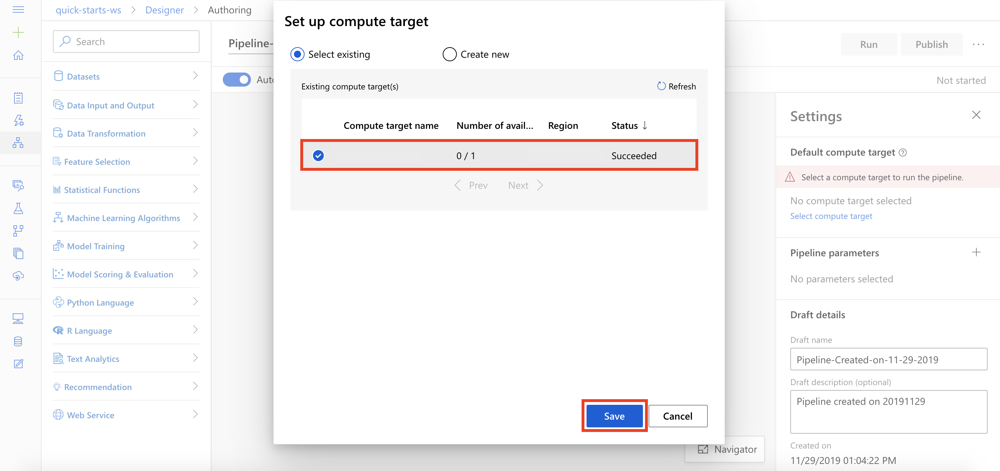 quick-starts-ws > Designer > Authoring
Search
Datasets
Data Input and Output
Data Transformation
Feature Selection
Statistical Functions
Machine Learning Algorithms
Model Training
Model Scoring & Evaluation
Python Language
R Language
Text Analytics
Recommendation
Web Service
Pipeline-
Auto
Set up compute target
Select existing
Create new
Existing compute target(s)
Refresh
Compute target name Number of avail... Region Status ↓
0 / 1 Succeeded
Prev Next
Save Cancel
Navigator
Run Publish ...
Not started
Settings
Default compute target
Select a compute target to run the pipeline.
No compute target selected
Select compute target
Pipeline parameters
No parameters selected
Draft details
Draft name
Pipeline-Created-on-11-29-2019
Draft description (optional)
Pipeline created on 20191129
Created on
11/29/2019 01:04:22 PM